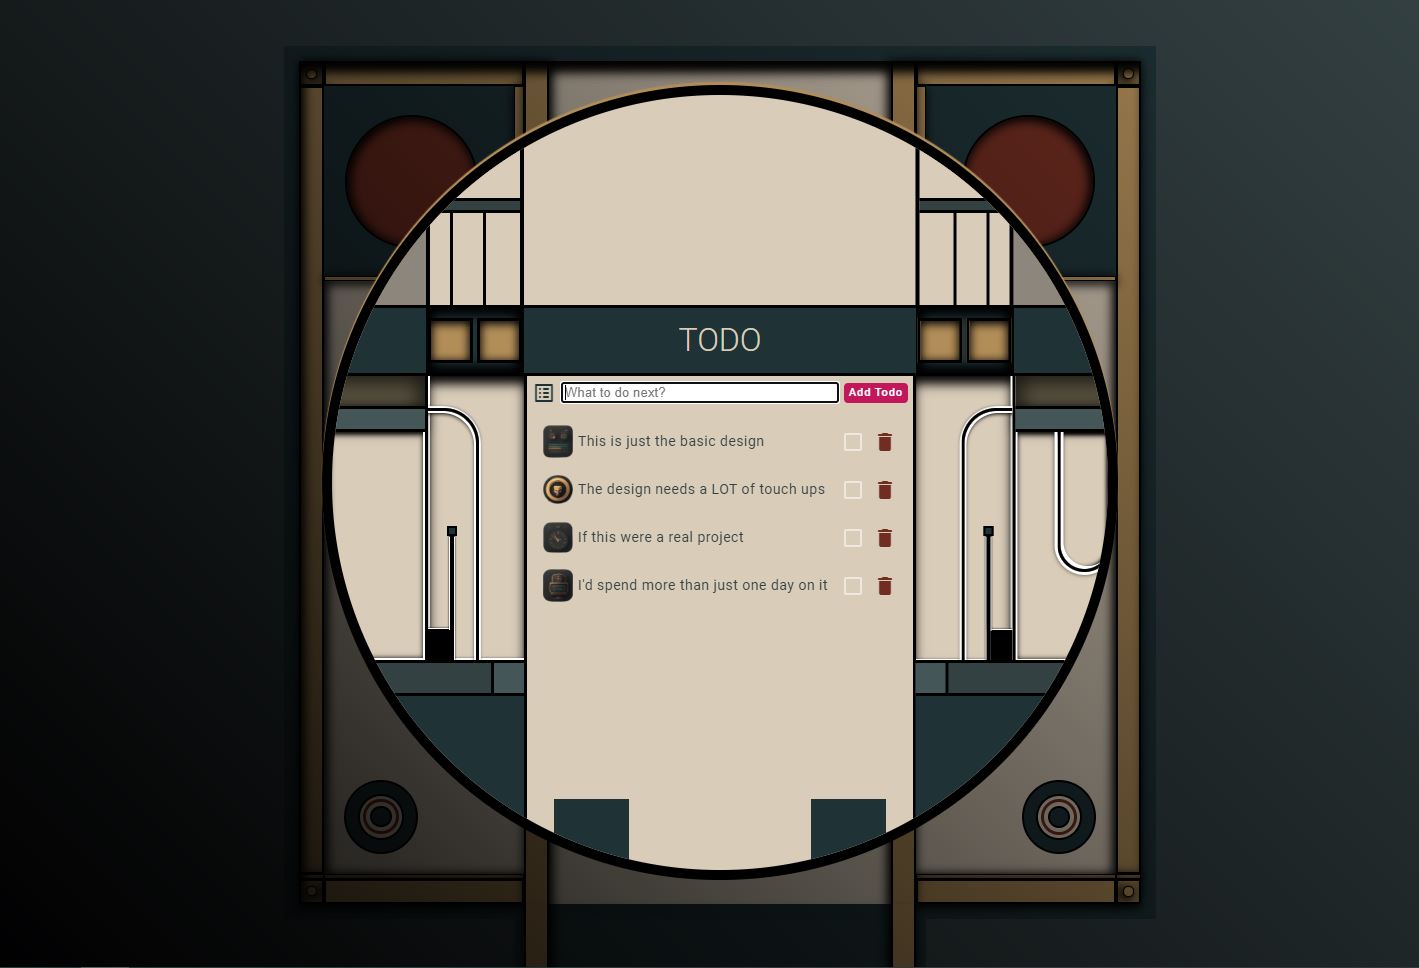 TODO
What to do next? Add Todo
This is just the basic design
The design needs a LOT of touch ups
If this were a real project
I'd spend more than just one day on it